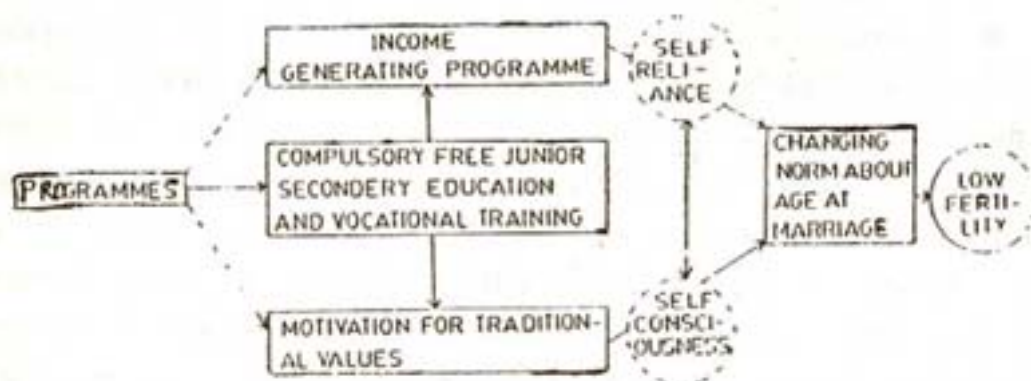 INCOME
GENERATING PROGRAMME
SELF
RELI-
ANCE
PROGRAMMES
COMPULSORY FREE JUNIOR
SECONDERY EDUCATION
AND VOCATIONAL TRAINING
CHANGING
NORM ABOUT
AGE AT
MARRIAGE
LOW
FERTI-
LITY
MOTIVATION FOR TRADITION-
AL VALUES
SELF
CONSCI-
OUSNESS